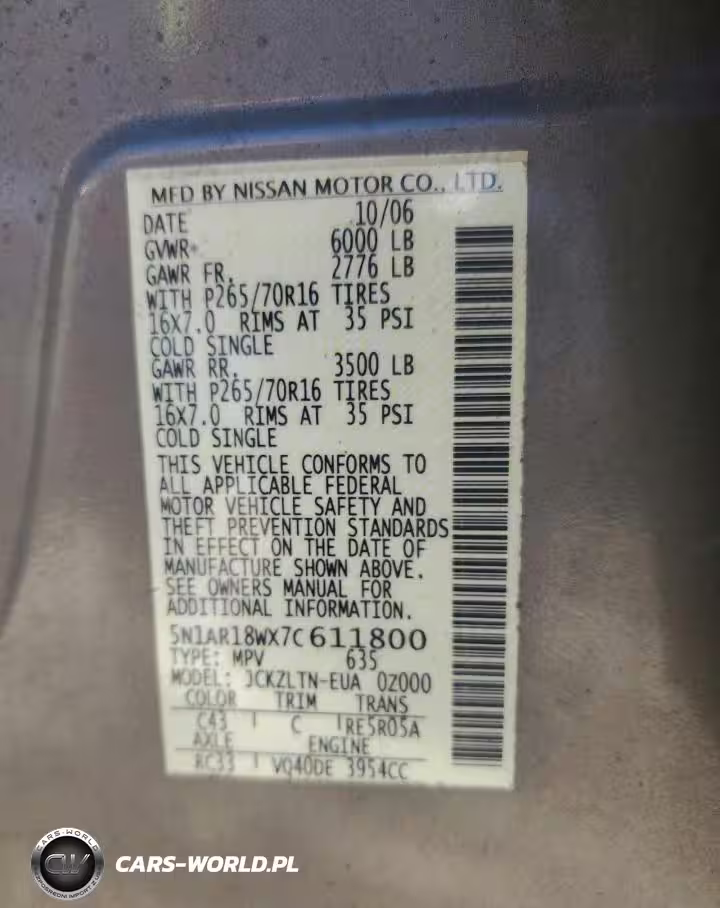 MFD BY NISSAN MOTOR CO., LTD.
DATE 10/06
GVWR 6000 LB
GAWR FR. 2776 LB
WITH P265/70R16 TIRES
16X7.0 RIMS AT 35 PSI
COLD SINGLE
GAWR RR. 3500 LB
WITH P265/70R16 TIRES
16X7.0 RIMS AT 35 PSI
COLD SINGLE
THIS VEHICLE CONFORMS TO
ALL APPLICABLE FEDERAL
MOTOR VEHICLE SAFETY AND
THEFT PREVENTION STANDARDS
IN EFFECT ON THE DATE OF
MANUFACTURE SHOWN ABOVE.
SEE OWNERS MANUAL FOR
ADDITIONAL INFORMATION.
5N1AR18WX7C611800
TYPE: MPV 635
MODEL: JCKZLTN-EUA 0Z000
COLOR TRIM TRANS
C43 C RE5R05A
AXLE ENGINE
RC33 VQ40DE 3954CC
CARS-WORLD
CW
CARS-WORLD.PL